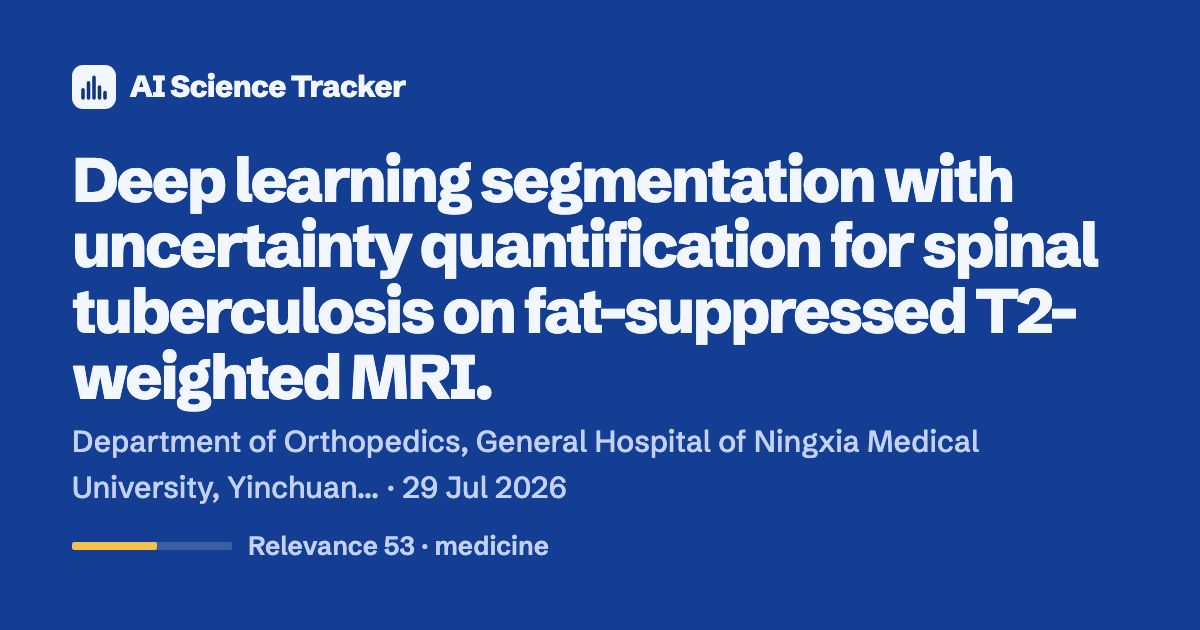 AI Science Tracker
Deep learning segmentation with
uncertainty quantification for spinal
tuberculosis on fat-suppressed T2-
weighted MRI.
Department of Orthopedics, General Hospital of Ningxia Medical
University, Yinchuan... · 29 Jul 2026
Relevance 53 · medicine